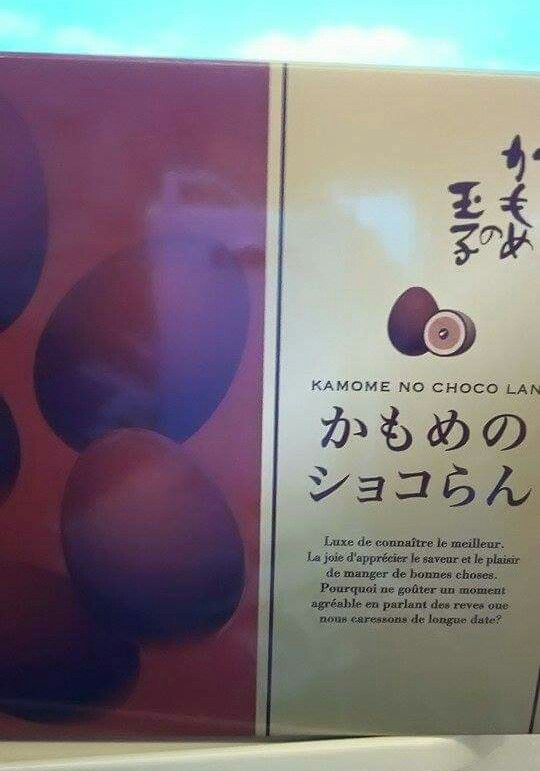 かもめの
玉子
KAMOME NO CHOCO LAN
かもめの
ショコらん
Luxe de connaître le meilleur.
La joie d'apprécier le saveur et le plaisir
de manger de bonnes choses.
Pourquoi ne goûter un moment
agréable en parlant des reves oue
nous caressons de longue date?